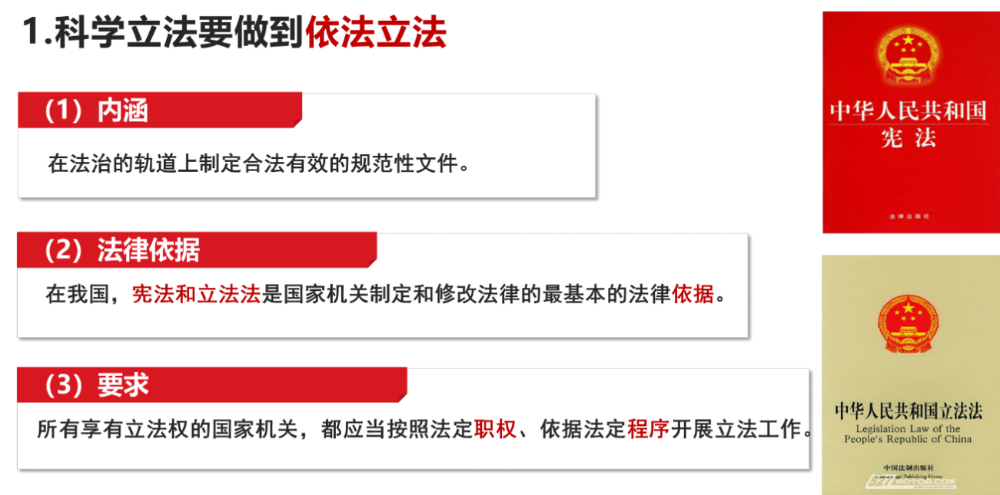 1.科学立法要做到依法立法
（1）内涵
在法治的轨道上制定合法有效的规范性文件。
（2）法律依据
在我国，宪法和立法法是国家机关制定和修改法律的最基本的法律依据。
（3）要求
所有享有立法权的国家机关，都应当按照法定职权、依据法定程序开展立法工作。
中华人民共和国
宪法
法律出版社
中华人民共和国立法法
Legislation Law of the
People's Republic of China
中国法制出版社
Legal Publishing House
MOTOR.COM